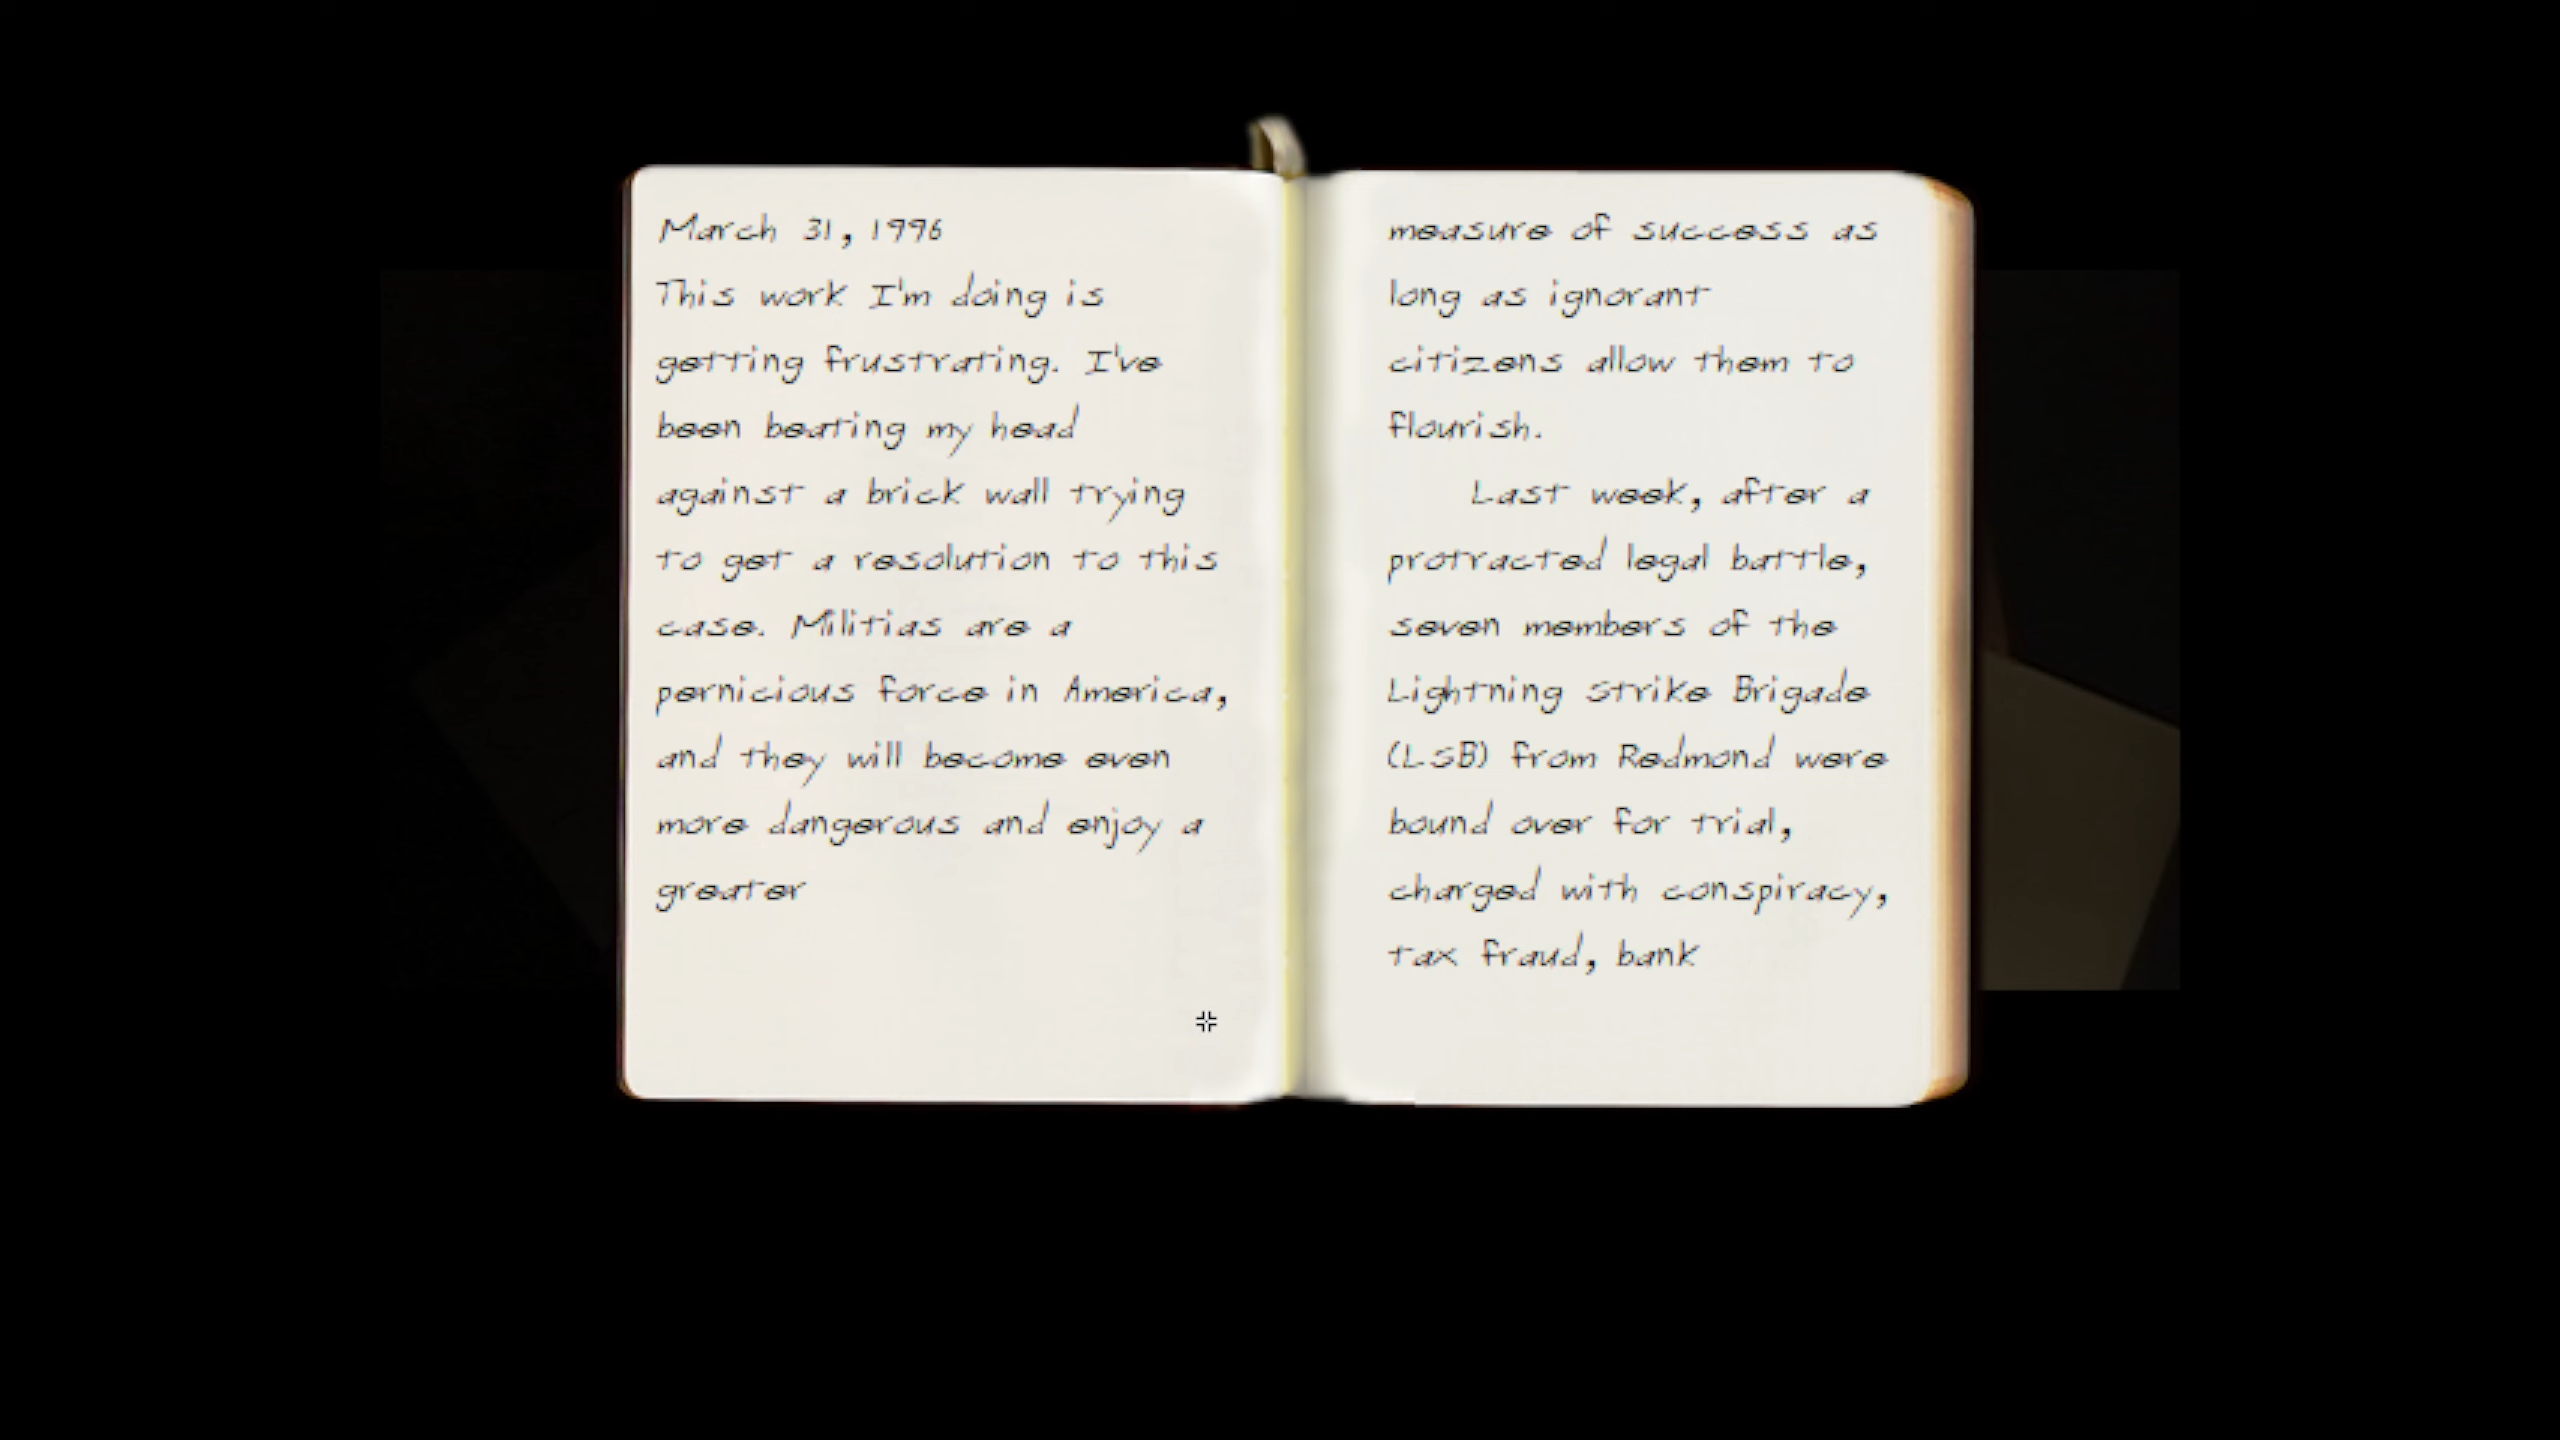 March 31, 1996
This work I'm doing is
getting frustrating. I've
been beating my head
against a brick wall trying
to get a resolution to this
case. Militias are a
pernicious force in America,
and they will become even
more dangerous and enjoy a
greater
measure of success as
long as ignorant
citizens allow them to
flourish.
Last week, after a
protracted legal battle,
seven members of the
Lightning Strike Brigade
(LSB) from Redmond were
bound over for trial,
charged with conspiracy,
tax fraud, bank